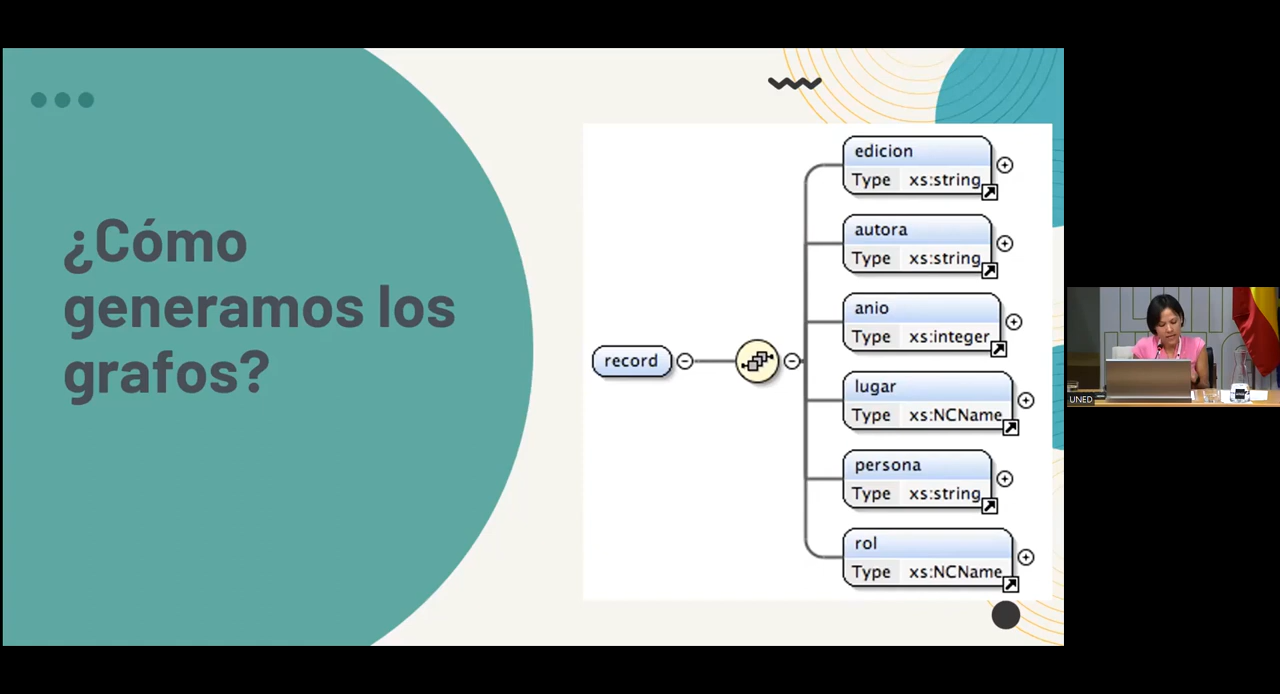 ¿Cómo
generamos los
grafos?
record
edicion
Type xs:string
autora
Type xs:string
anio
Type xs:integer
lugar
Type xs:NCName
persona
Type xs:string
rol
Type xs:NCName
UNED